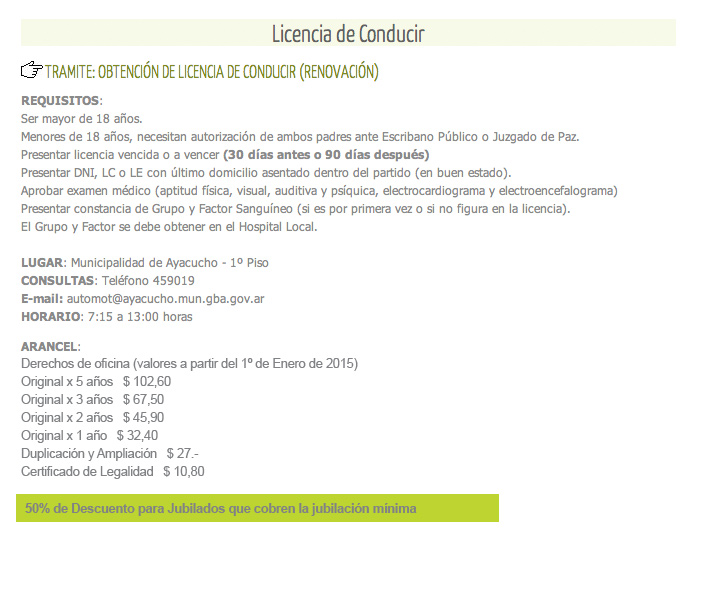 Licencia de Conducir
TRAMITE: OBTENCIÓN DE LICENCIA DE CONDUCIR (RENOVACIÓN)
REQUISITOS:
Ser mayor de 18 años.
Menores de 18 años, necesitan autorización de ambos padres ante Escribano Público o Juzgado de Paz.
Presentar licencia vencida o a vencer (30 días antes o 90 días después)
Presentar DNI, LC o LE con último domicilio asentado dentro del partido (en buen estado).
Aprobar examen médico (aptitud física, visual, auditiva y psíquica, electrocardiograma y electroencefalograma)
Presentar constancia de Grupo y Factor Sanguíneo (si es por primera vez o si no figura en la licencia).
El Grupo y Factor se debe obtener en el Hospital Local.
LUGAR: Municipalidad de Ayacucho - 1º Piso
CONSULTAS: Teléfono 459019
E-mail: automot@ayacucho.mun.gba.gov.ar
HORARIO: 7:15 a 13:00 horas
ARANCEL:
Derechos de oficina (valores a partir del 1º de Enero de 2015)
Original x 5 años $ 102,60
Original x 3 años $ 67,50
Original x 2 años $ 45,90
Original x 1 año $ 32,40
Duplicación y Ampliación $ 27.-
Certificado de Legalidad $ 10,80
50% de Descuento para Jubilados que cobren la jubilación mínima